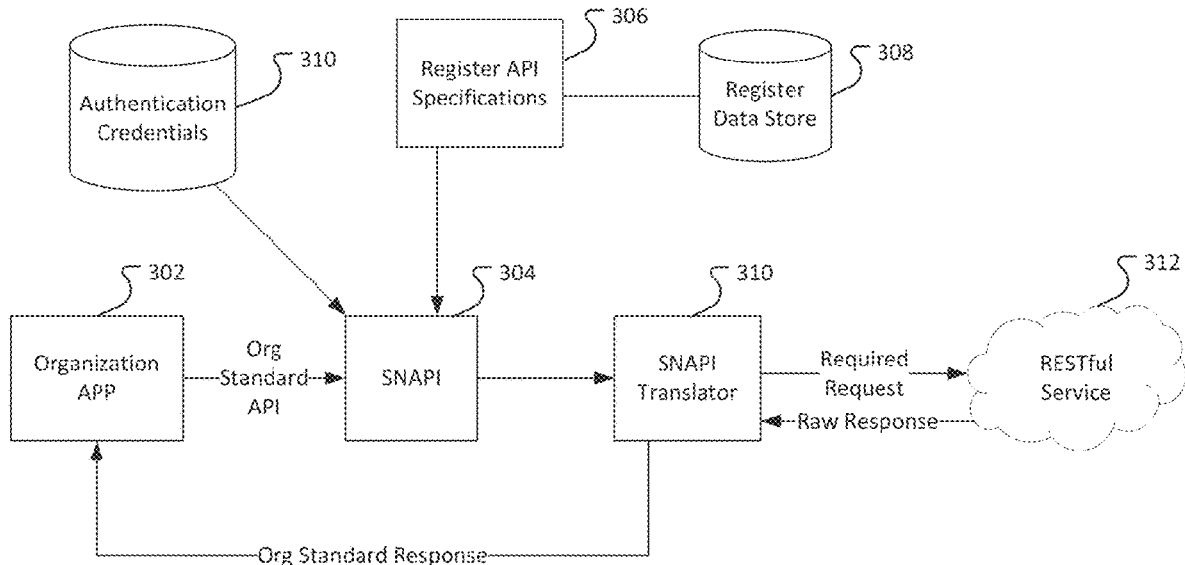 310
Authentication
Credentials
306
Register API
Specifications
308
Register
Data Store
302
Organization
APP
Org
Standard
API
304
SNAPI
310
SNAPI
Translator
Required
Request
Raw Response
312
RESTful
Service
Org Standard Response